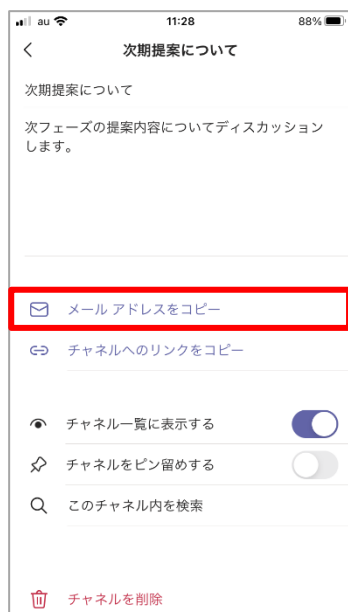 au 11:28 88%
次期提案について
次期提案について
次フェーズの提案内容についてディスカッション
します。
メール アドレスをコピー
チャネルへのリンクをコピー
チャネル一覧に表示する
チャネルをピン留めする
このチャネル内を検索
チャネルを削除